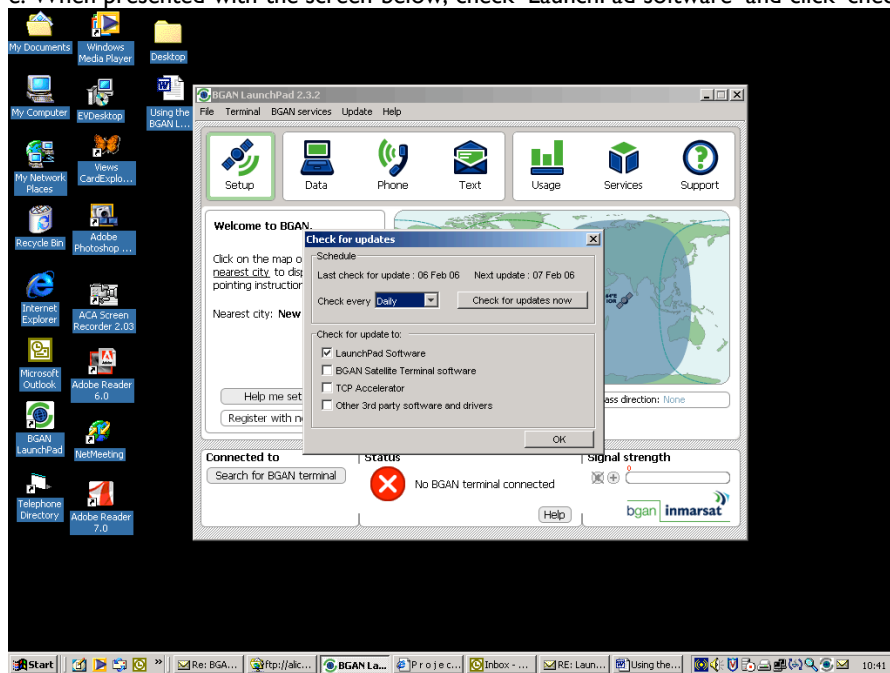 e. When presented with the screen below, check 'LaunchPad software' and click 'chec
My Documents
Windows
Media Player
Desktop
My Computer
EVDesktop
Using the
BGAN L...
My Network
Places
Views
CardExplo...
Recycle Bin
Adobe
Photoshop ...
Internet
Explorer
ACA Screen
Recorder 2.03
Microsoft
Outlook
Adobe Reader
6.0
BGAN
LaunchPad
NetMeeting
Telephone
Directory
Adobe Reader
7.0
BGAN LaunchPad 2.3.2
File Terminal BGAN services Update Help
Setup Data Phone Text Usage Services Support
Welcome to BGAN.
Click on the map o
nearest city to disp
pointing instruction
Nearest city: New
Help me set
Register with n
Check for updates
Schedule
Last check for update : 06 Feb 06 Next update : 07 Feb 06
Check every Daily Check for updates now
Check for update to:
LaunchPad Software
BGAN Satellite Terminal software
TCP Accelerator
Other 3rd party software and drivers
OK
ass direction: None
Connected to Status Signal strength
Search for BGAN terminal
No BGAN terminal connected
0
Help
bgan inmarsat
Start Re: BGA... ftp://alic... BGAN La... P r o j e c... Inbox - ... RE: Laun... Using the... 10:41